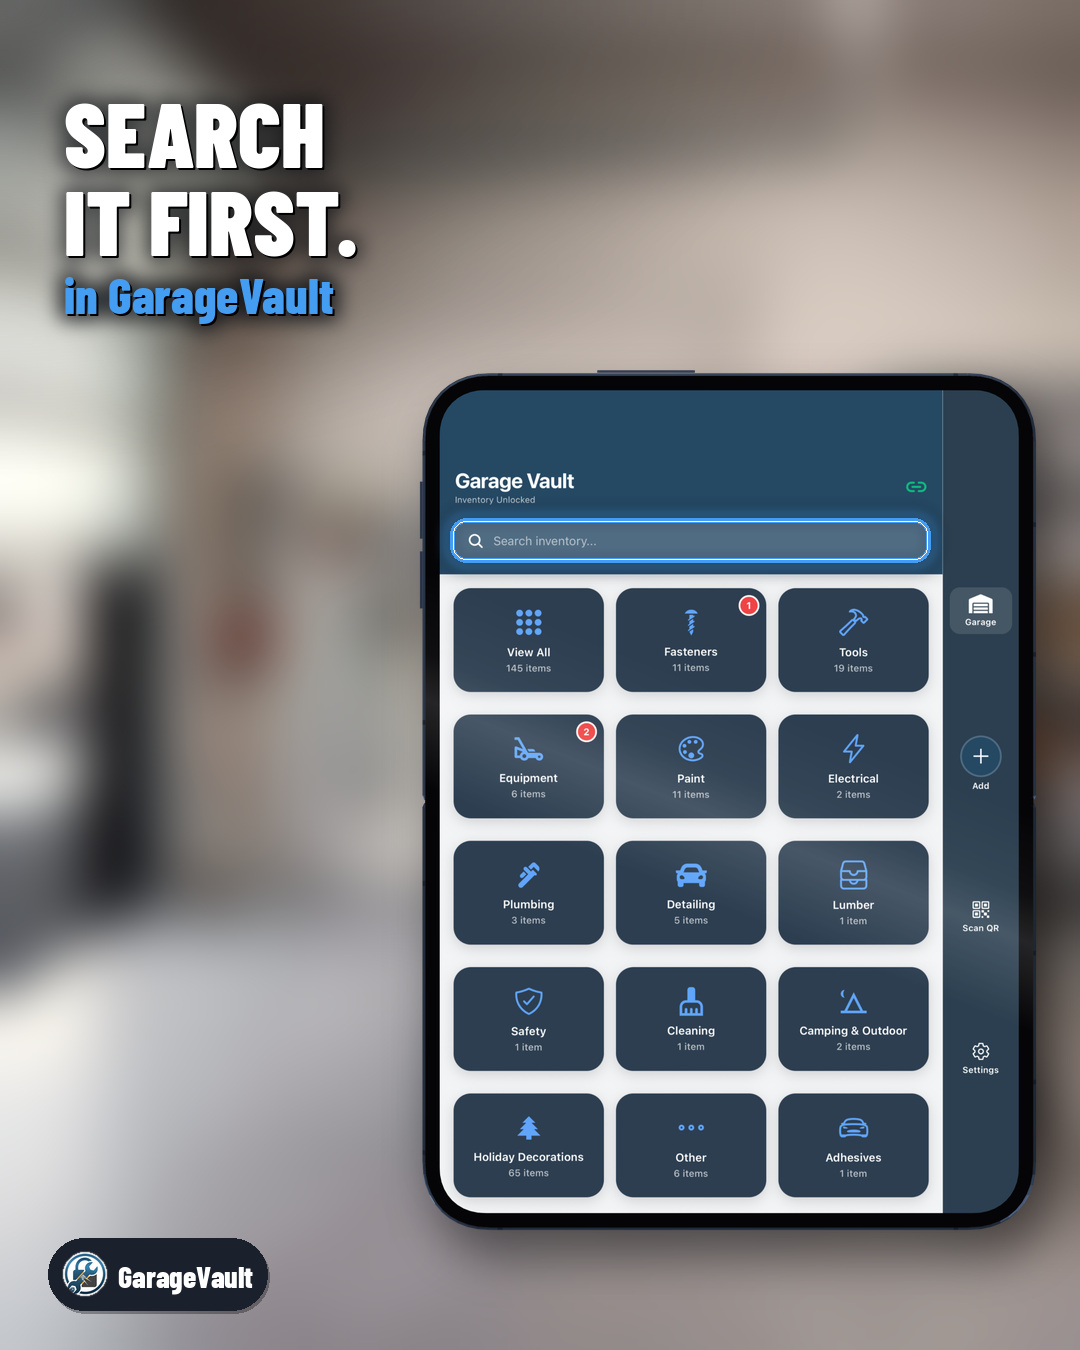 SEARCH
IT FIRST.
in GarageVault
Garage Vault
Inventory Unlocked
Search inventory...
View All
145 items
1
Fasteners
11 items
Tools
19 items
2
Equipment
6 items
Paint
11 items
Electrical
2 items
Plumbing
3 items
Detailing
5 items
Lumber
1 item
Safety
1 item
Cleaning
1 item
Camping & Outdoor
2 items
Holiday Decorations
65 items
Other
6 items
Adhesives
1 item
Garage
Add
Scan QR
Settings
GarageVault